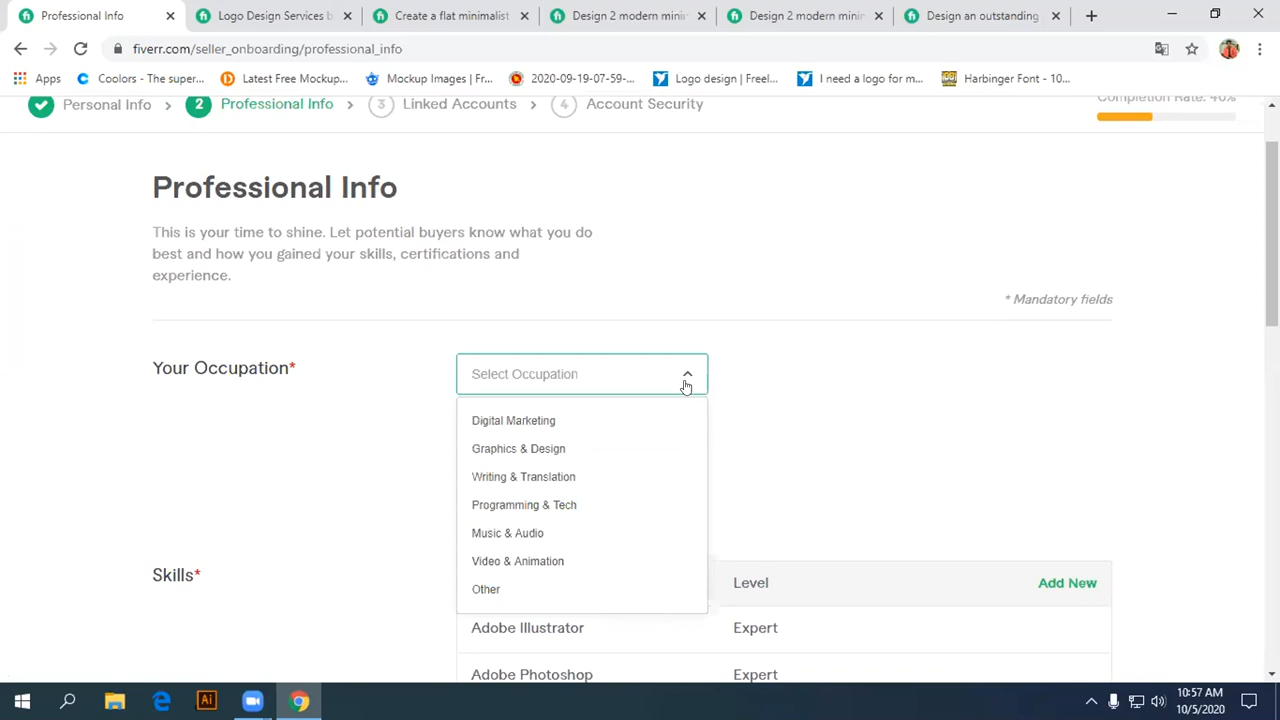 Professional Info
Logo Design Services b
Create a flat minimalist
Design 2 modern mini
Design 2 modern mini
Design an outstanding
fiverr.com/seller_onboarding/professional_info
Apps
Coolors - The super...
Latest Free Mockup...
Mockup Images | Fr...
2020-09-19-07-59-...
Logo design | Freel...
I need a logo for m...
Harbinger Font - 10...
Personal Info
2 Professional Info
3 Linked Accounts
4 Account Security
Completion Rate: 40%
Professional Info
This is your time to shine. Let potential buyers know what you do
best and how you gained your skills, certifications and
experience.
* Mandatory fields
Your Occupation*
Select Occupation
Digital Marketing
Graphics & Design
Writing & Translation
Programming & Tech
Music & Audio
Video & Animation
Other
Skills*
Level
Add New
Adobe Illustrator
Expert
Adobe Photoshop
Expert
Ai
10:57 AM
10/5/2020